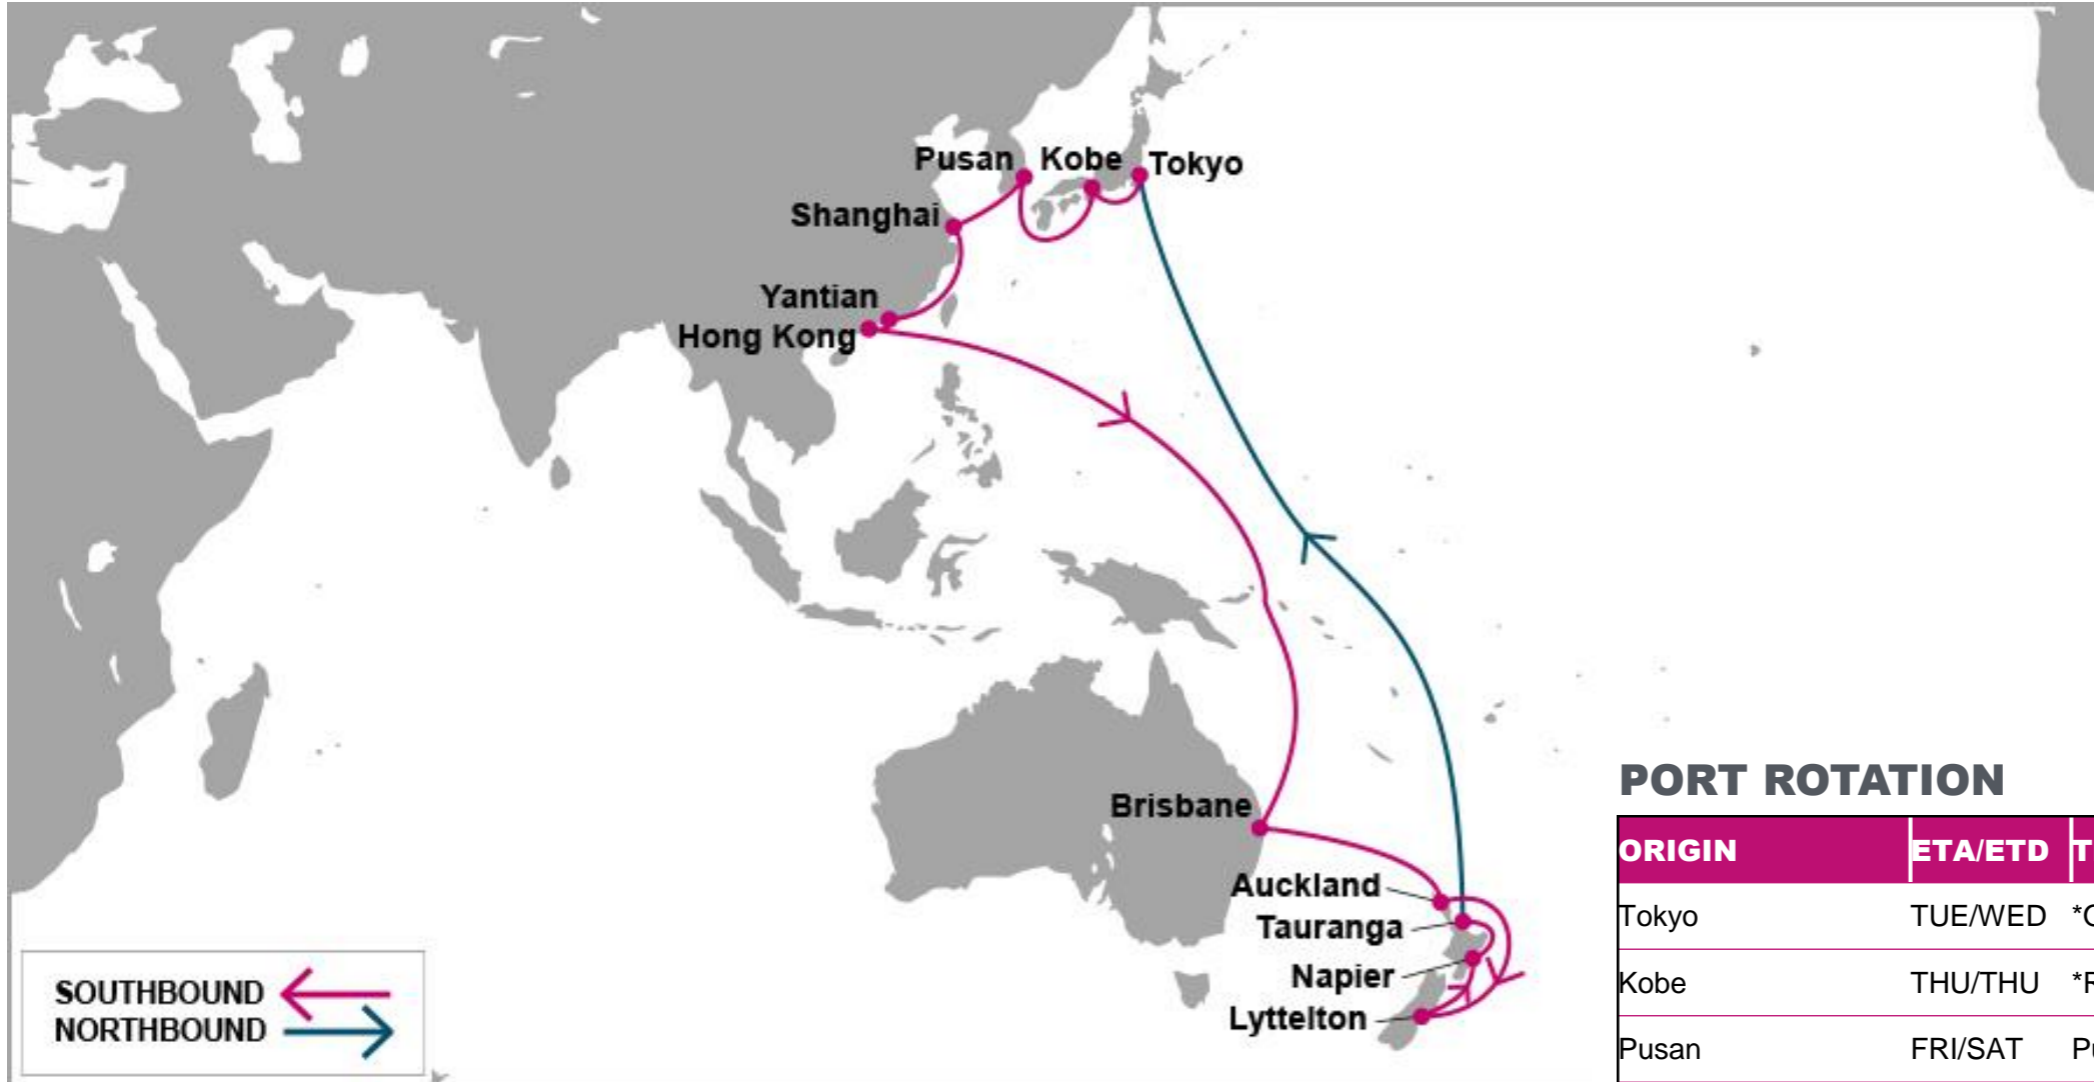 Pusan Kobe Tokyo
Shanghai
Yantian
Hong Kong
Brisbane
Auckland
Tauranga
Napier
Lyttelton
SOUTHBOUND
NORTHBOUND
PORT ROTATION
ORIGIN ETA/ETD
Tokyo TUE/WED
Kobe THU/THU
Pusan FRI/SAT